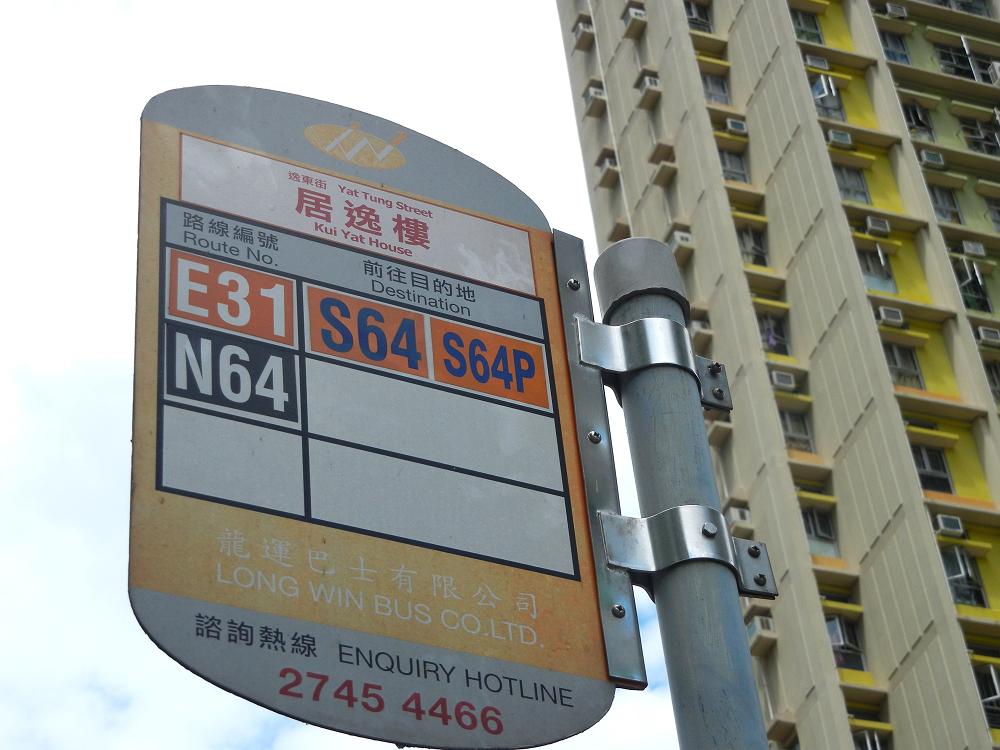 逸東街 Yat Tung Street
居逸樓
Kui Yat House
路線編號
Route No.
前往目的地
Destination
E31
S64
S64P
N64
龍運巴士有限公司
LONG WIN BUS CO.LTD.
諮詢熱線 ENQUIRY HOTLINE
2745 4466